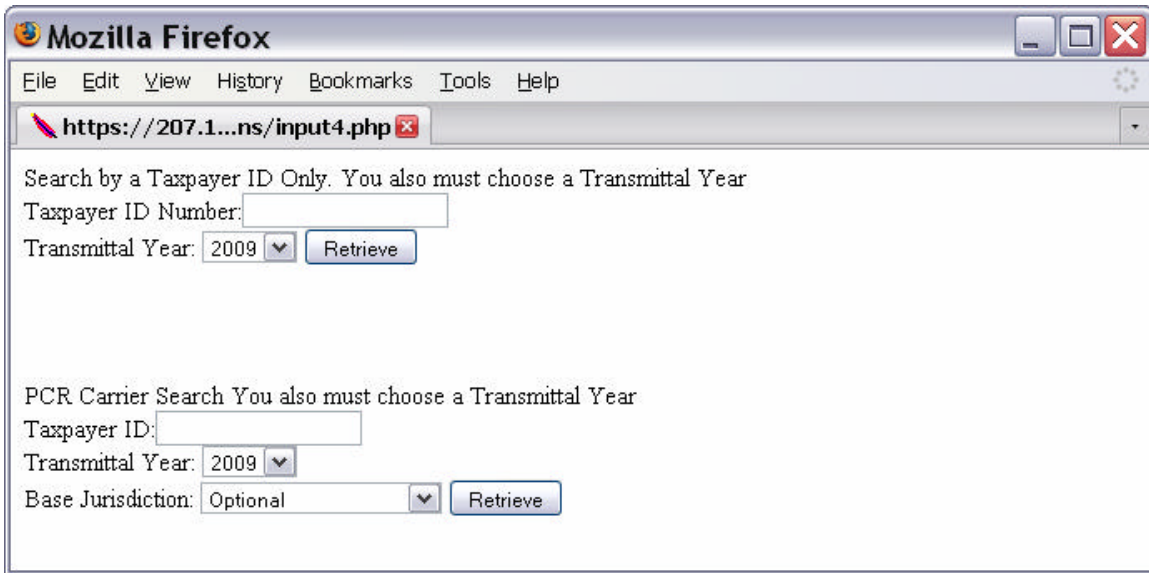 Mozilla Firefox
File Edit View History Bookmarks Tools Help
https://207.1...ns/input4.php
Search by a Taxpayer ID Only. You also must choose a Transmittal Year
Taxpayer ID Number:
Transmittal Year: 2009 Retrieve
PCR Carrier Search You also must choose a Transmittal Year
Taxpayer ID:
Transmittal Year: 2009
Base Jurisdiction: Optional Retrieve